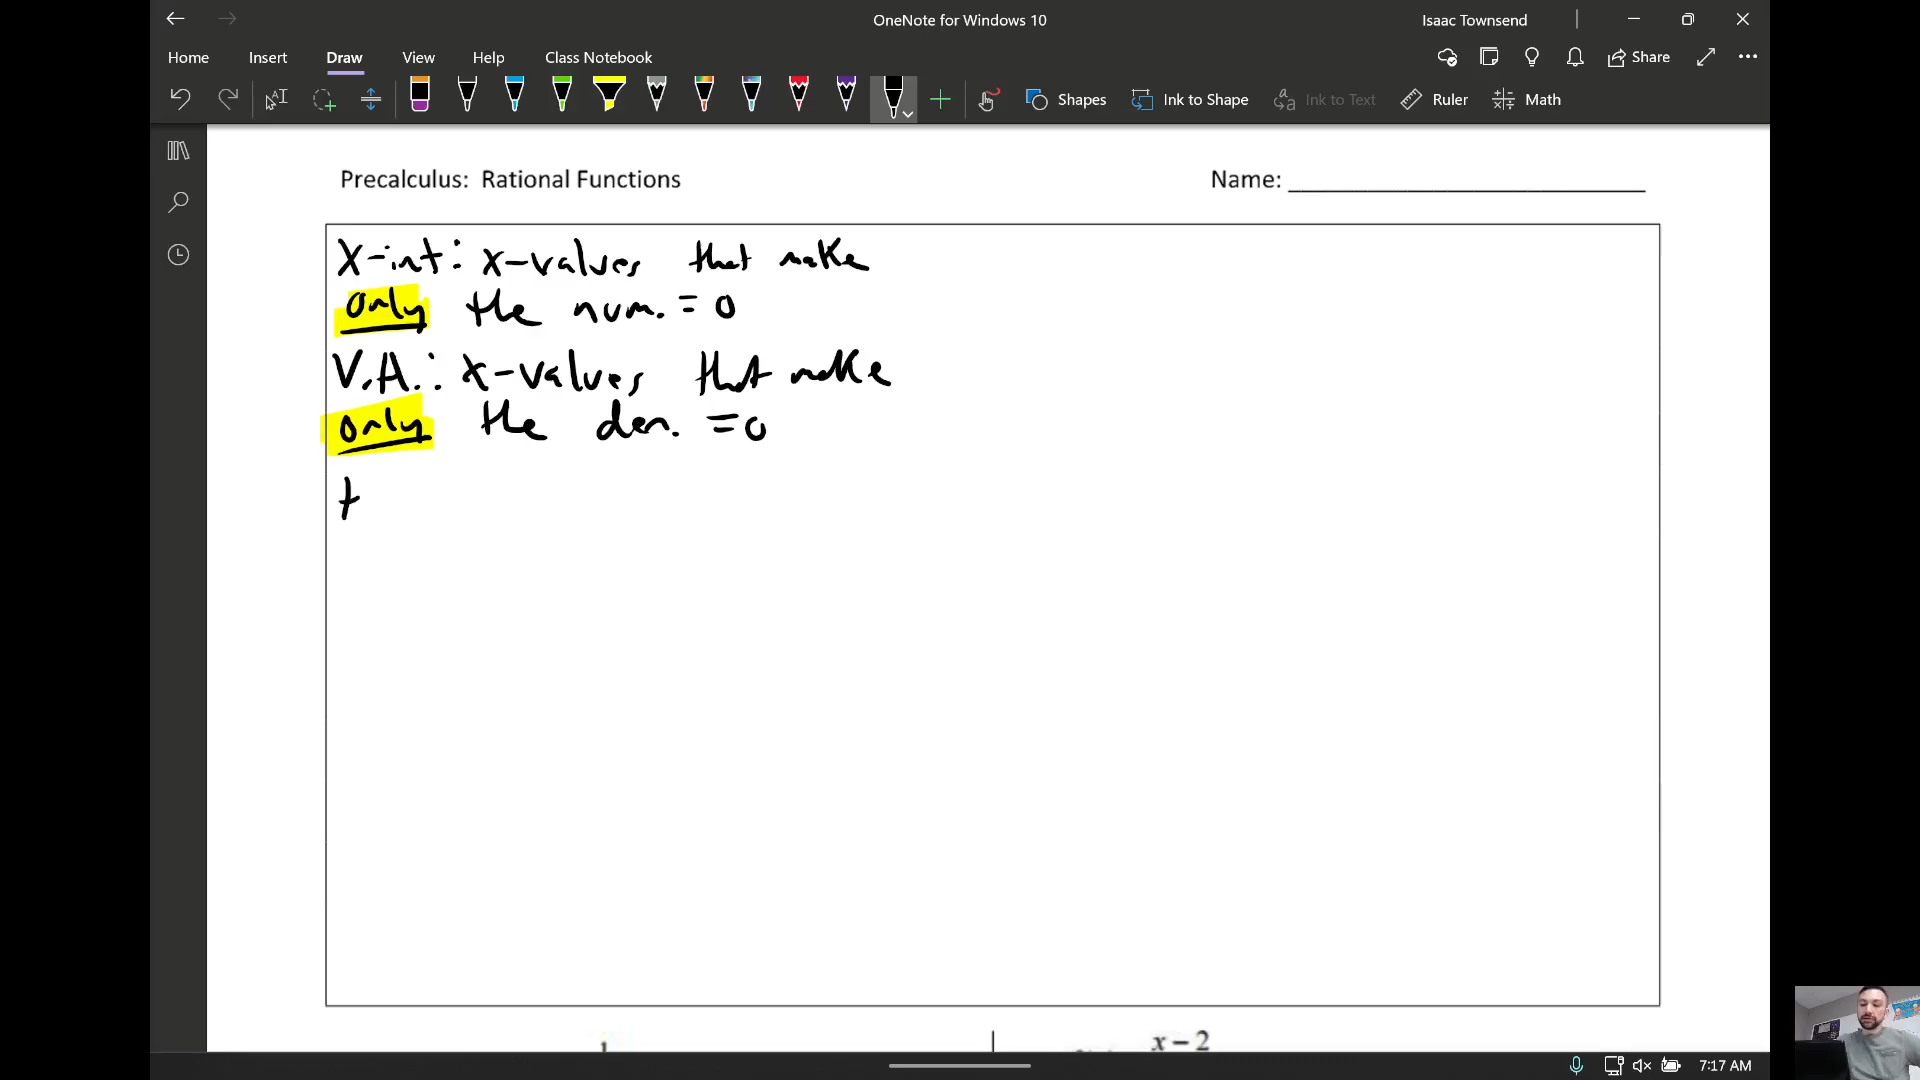 OneNote for Windows 10
Isaac Townsend
Home Insert Draw View Help Class Notebook
Share
Shapes Ink to Shape Ink to Text Ruler Math
Precalculus: Rational Functions
Name:
X-int: x-values that make
only the num. = 0
V.A.: x-values that make
only the den. = 0
x - 2
7:17 AM